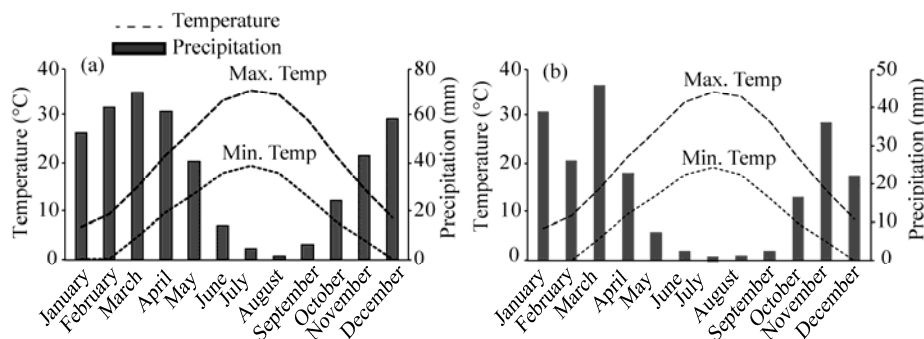 Temperature
Precipitation
(a)
Max. Temp
Min. Temp
Temperature (°C)
40
30
20
10
0
Precipitation (mm)
80
60
40
20
0
January
February
March
April
May
June
July
August
September
October
November
December
(b)
Max. Temp
Min. Temp
Temperature (°C)
40
30
20
10
0
Precipitation (mm)
50
40
30
20
10
0
January
February
March
April
May
June
July
August
September
October
November
December